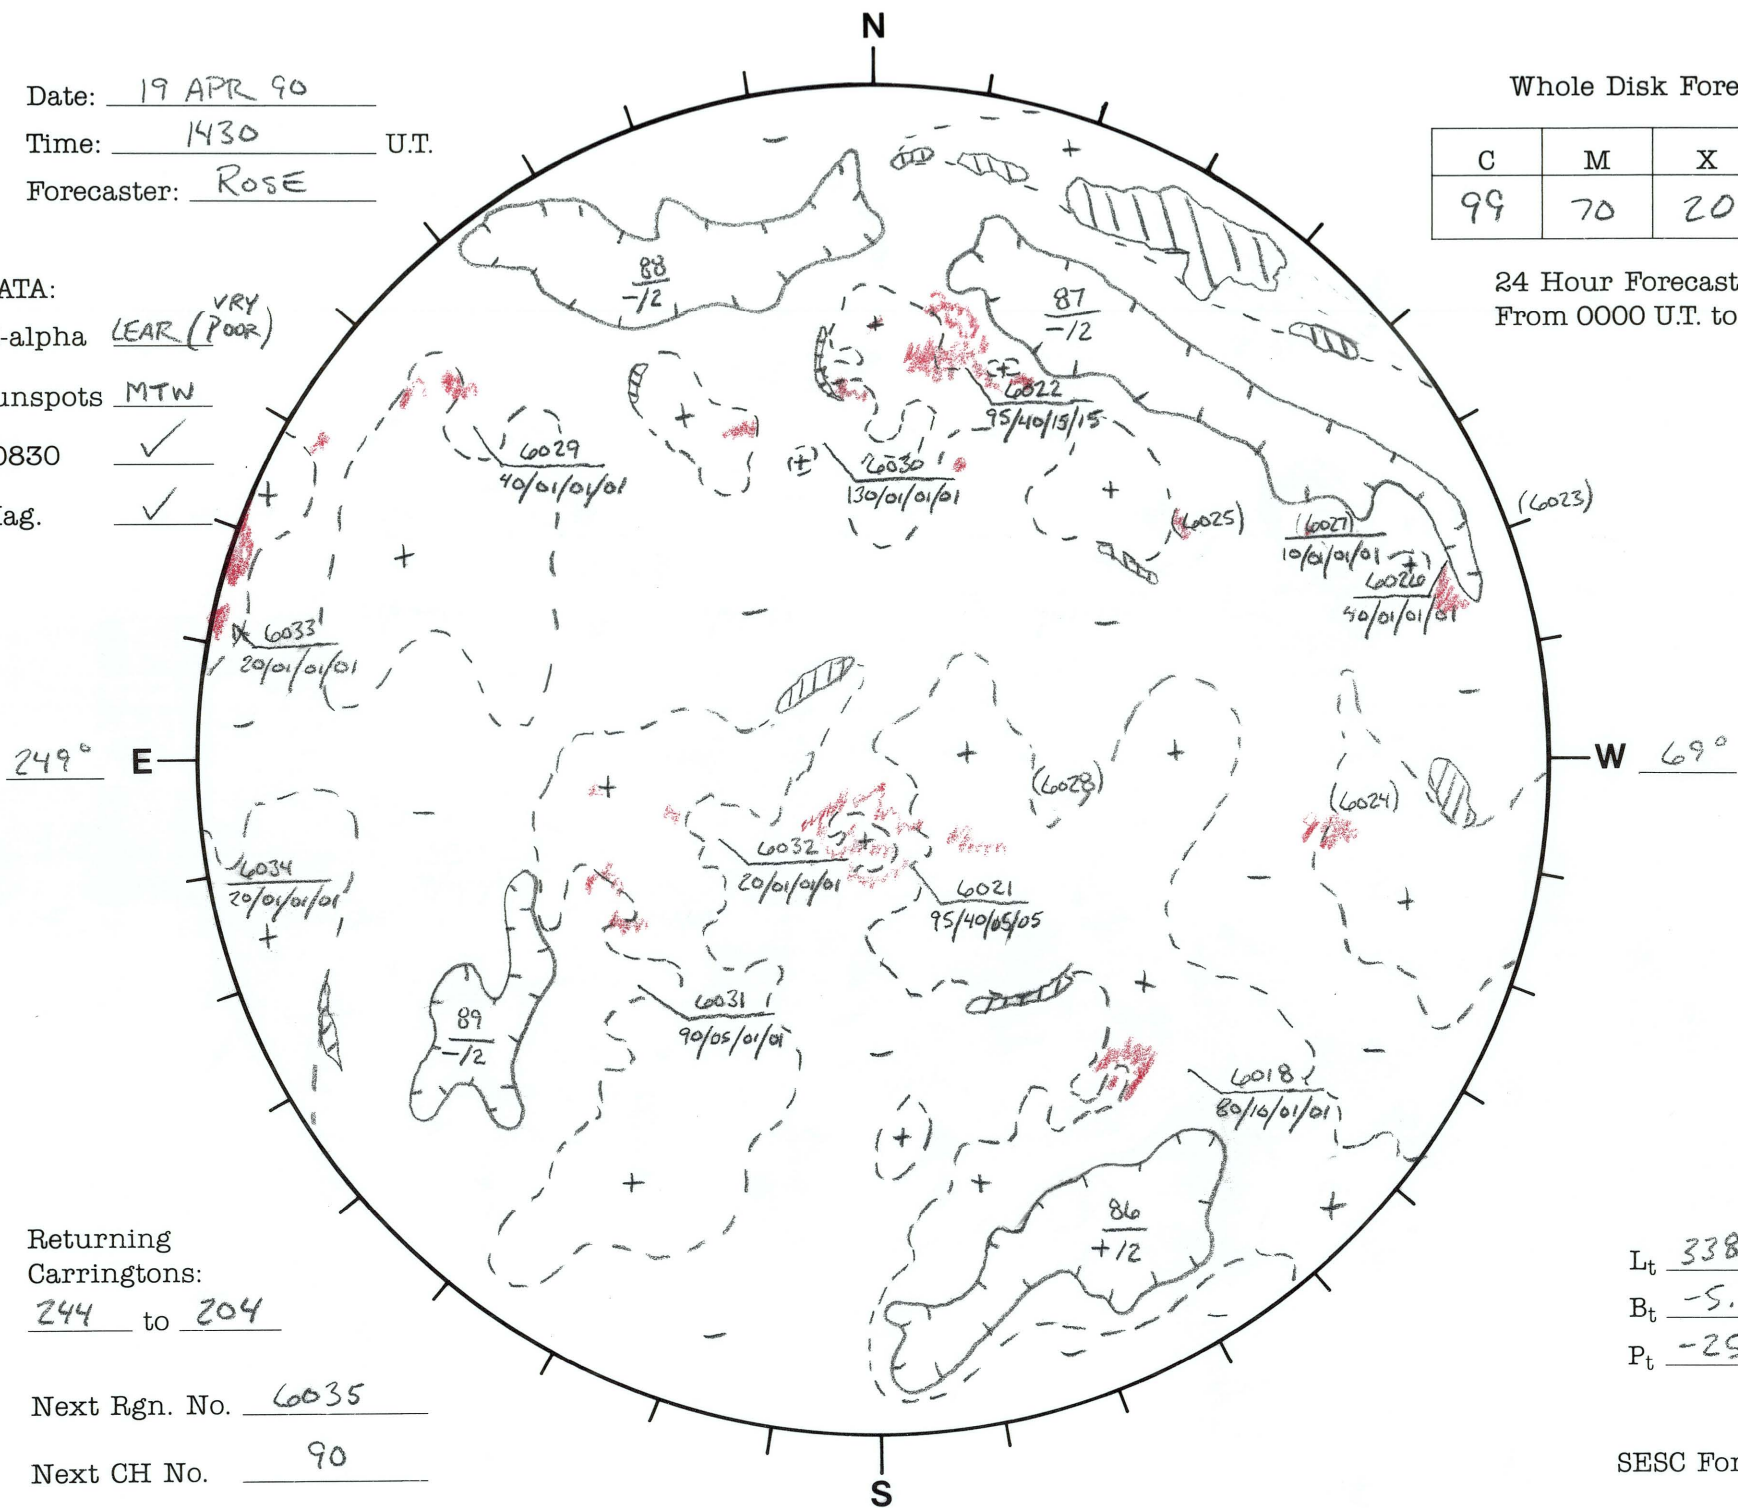 N
Date: 19 APR 90
Time: 1430 U.T.
Forecaster: ROSE
Whole Disk Fore
C M X
99 70 20
24 Hour Forecast
From 0000 U.T. to
ATA:
-alpha LEAR (VRY POOR)
unspots MTW
0830 ✓
Mag. ✓
88
-/2
87
-/2
+
-
6022
95/40/15/15
6029
40/01/01/01
6030
130/01/01/01
(6025)
(6023)
(6027)
10/01/01/01
6026
50/01/01/01
6033
20/01/01/01
249° E
W 69°
(6028)
(6024)
6032
20/01/01/01
6034
20/01/01/01
6021
95/40/05/05
89
-/2
6031
90/05/01/01
6018
80/10/01/01
86
+/2
Returning
Carringtons:
244 to 204
Lt 338
Bt -5.
Pt -25
Next Rgn. No. 6035
Next CH No. 90
SESC For
S